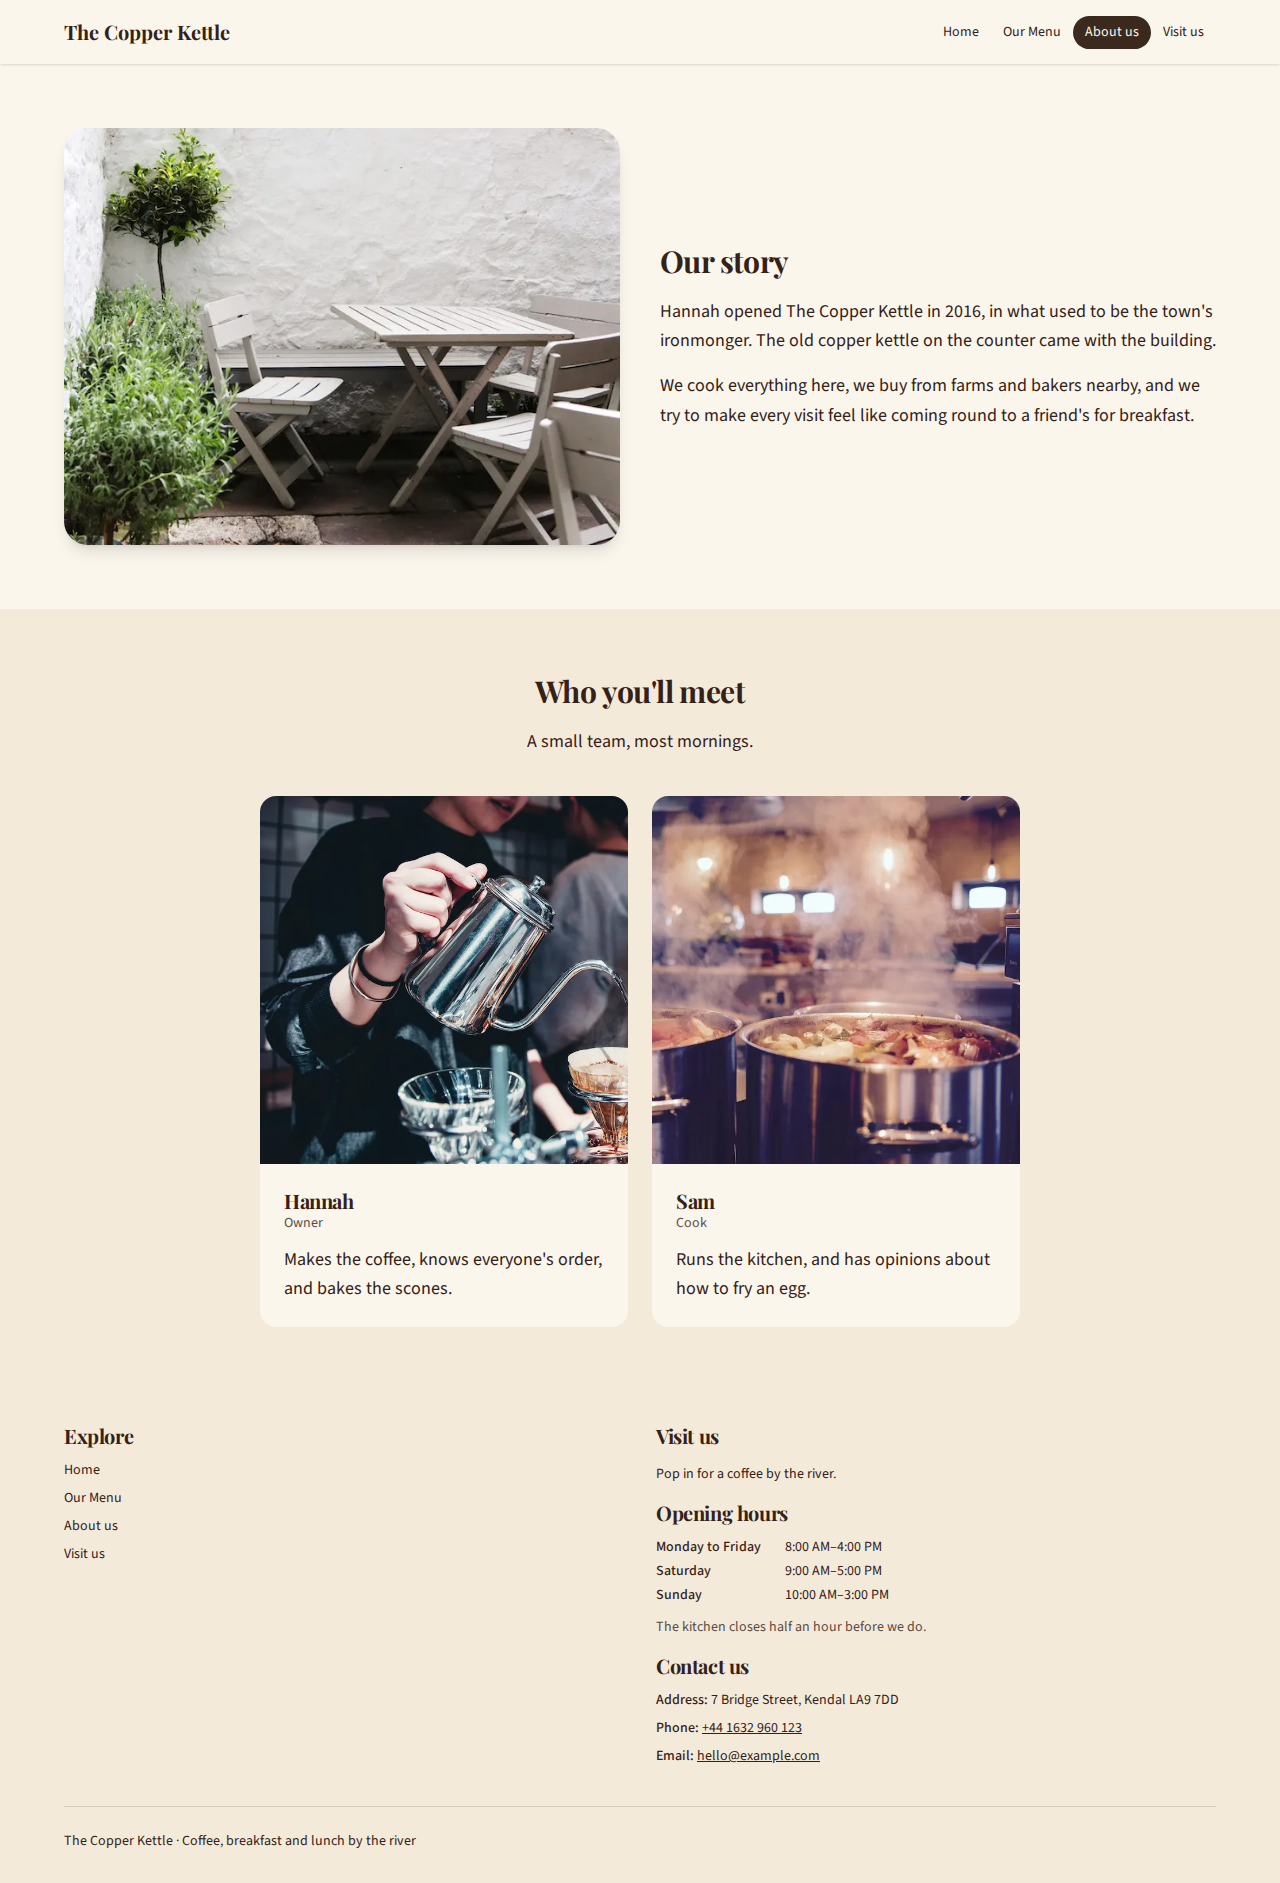 The Copper Kettle
Home
Our Menu
About us
Visit us
Our story
Hannah opened The Copper Kettle in 2016, in what used to be the town's
ironmonger. The old copper kettle on the counter came with the building.
We cook everything here, we buy from farms and bakers nearby, and we
try to make every visit feel like coming round to a friend's for breakfast.
Who you'll meet
A small team, most mornings.
Hannah
Owner
Makes the coffee, knows everyone's order,
and bakes the scones.
Sam
Cook
Runs the kitchen, and has opinions about
how to fry an egg.
Explore
Home
Our Menu
About us
Visit us
Visit us
Pop in for a coffee by the river.
Opening hours
Monday to Friday 8:00 AM–4:00 PM
Saturday 9:00 AM–5:00 PM
Sunday 10:00 AM–3:00 PM
The kitchen closes half an hour before we do.
Contact us
Address: 7 Bridge Street, Kendal LA9 7DD
Phone: +44 1632 960 123
Email: hello@example.com
The Copper Kettle · Coffee, breakfast and lunch by the river